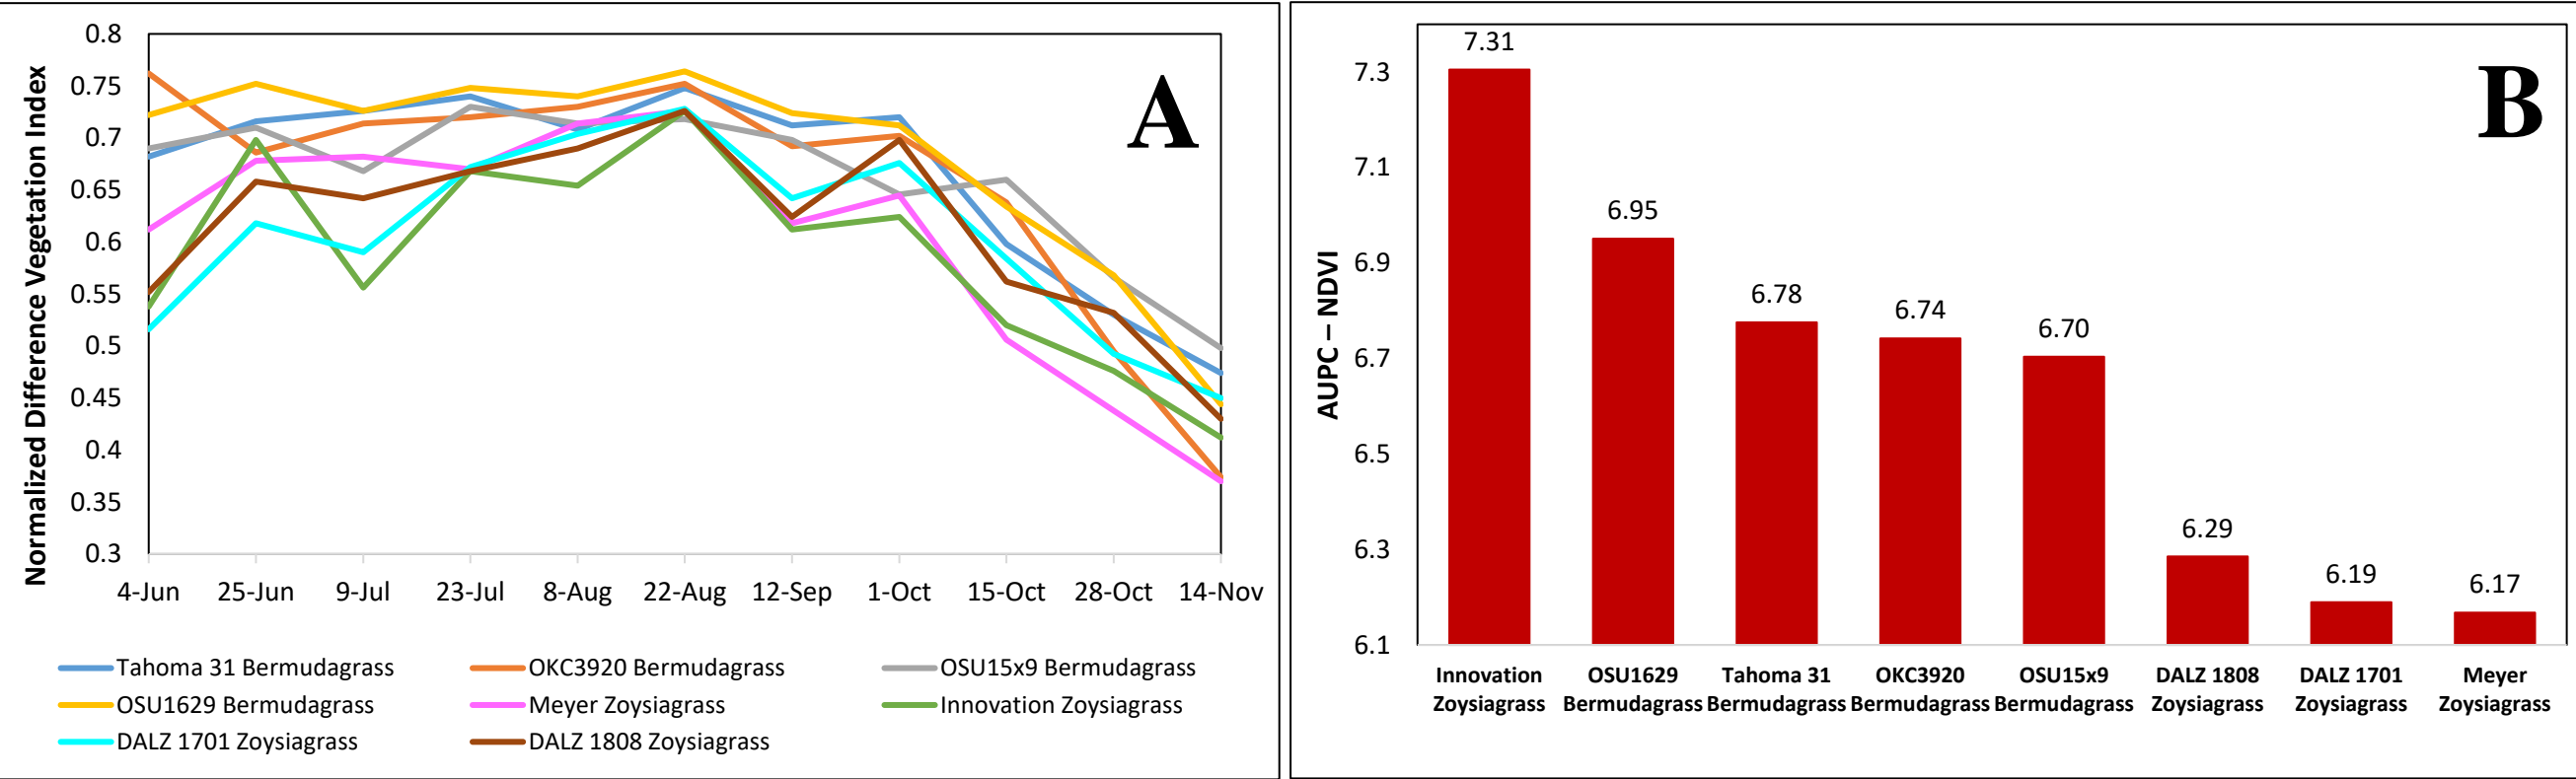 A
Normalized Difference Vegetation Index
0.8
0.75
0.7
0.65
0.6
0.55
0.5
0.45
0.4
0.35
0.3
4-Jun 25-Jun 9-Jul 23-Jul 8-Aug 22-Aug 12-Sep 1-Oct 15-Oct 28-Oct 14-Nov
Tahoma 31 Bermudagrass OKC3920 Bermudagrass OSU15x9 Bermudagrass
OSU1629 Bermudagrass Meyer Zoysiagrass Innovation Zoysiagrass
DALZ 1701 Zoysiagrass DALZ 1808 Zoysiagrass
B
AUPC – NDVI
7.3
7.1
6.9
6.7
6.5
6.3
6.1
7.31
6.95
6.78
6.74
6.70
6.29
6.19
6.17
Innovation OSU1629 Tahoma 31 OKC3920 OSU15x9 DALZ 1808 DALZ 1701 Meyer
Zoysiagrass Bermudagrass Bermudagrass Bermudagrass Bermudagrass Zoysiagrass Zoysiagrass Zoysiagrass